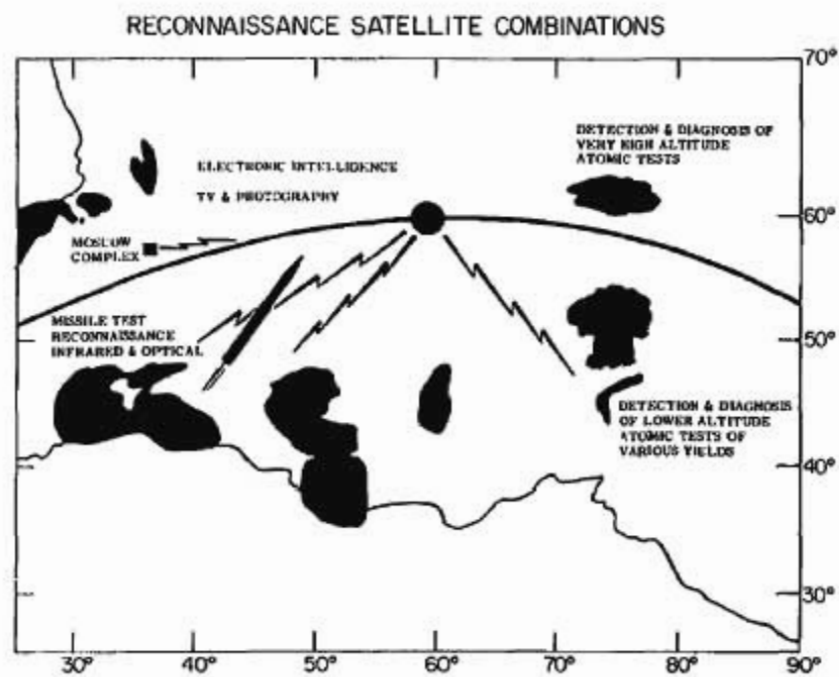 RECONNAISSANCE SATELLITE COMBINATIONS
70°
DETECTION & DIAGNOSIS OF
VERY HIGH ALTITUDE
ATOMIC TESTS
ELECTRONIC INTELLIGENCE
TV & PHOTOGRAPHY
60°
MOSCOW
COMPLEX
MISSILE TEST
RECONNAISSANCE
INFRARED & OPTICAL
50°
DETECTION & DIAGNOSIS
OF LOWER ALTITUDE
ATOMIC TESTS OF
VARIOUS YIELDS
40°
30°
30° 40° 50° 60° 70° 80° 90°